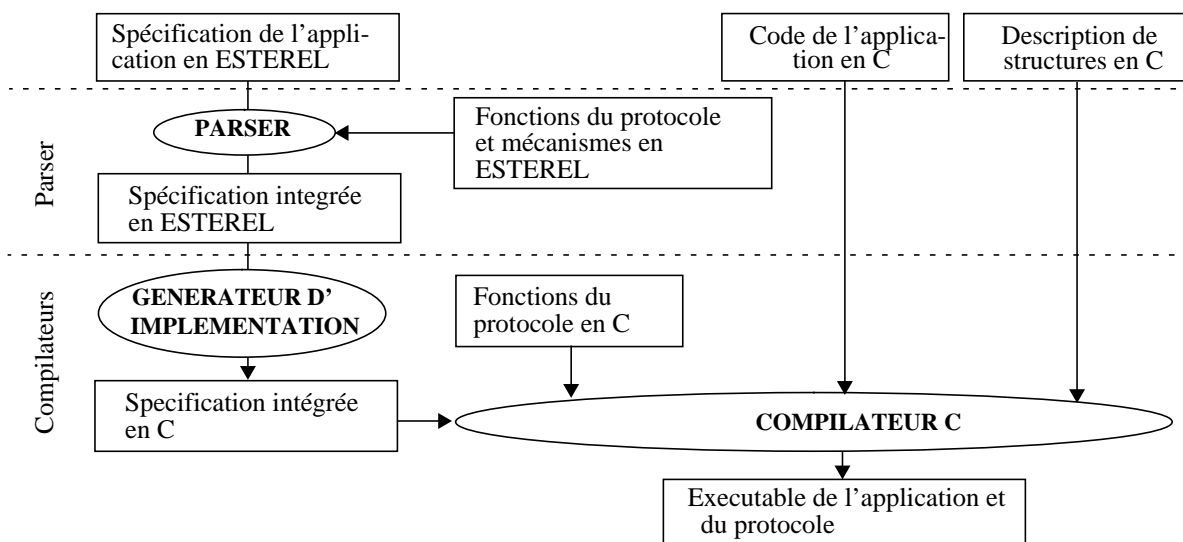 Spécification de l’appli-
cation en ESTEREL
Code de l’applica-
tion en C
Description de
structures en C
Parser
PARSER
Fonctions du protocole
et mécanismes en
ESTEREL
Spécification integrée
en ESTEREL
Compilateurs
GENERATEUR D’
IMPLEMENTATION
Fonctions du
protocole en C
Specification intégrée
en C
COMPILATEUR C
Executable de l’application et
du protocole